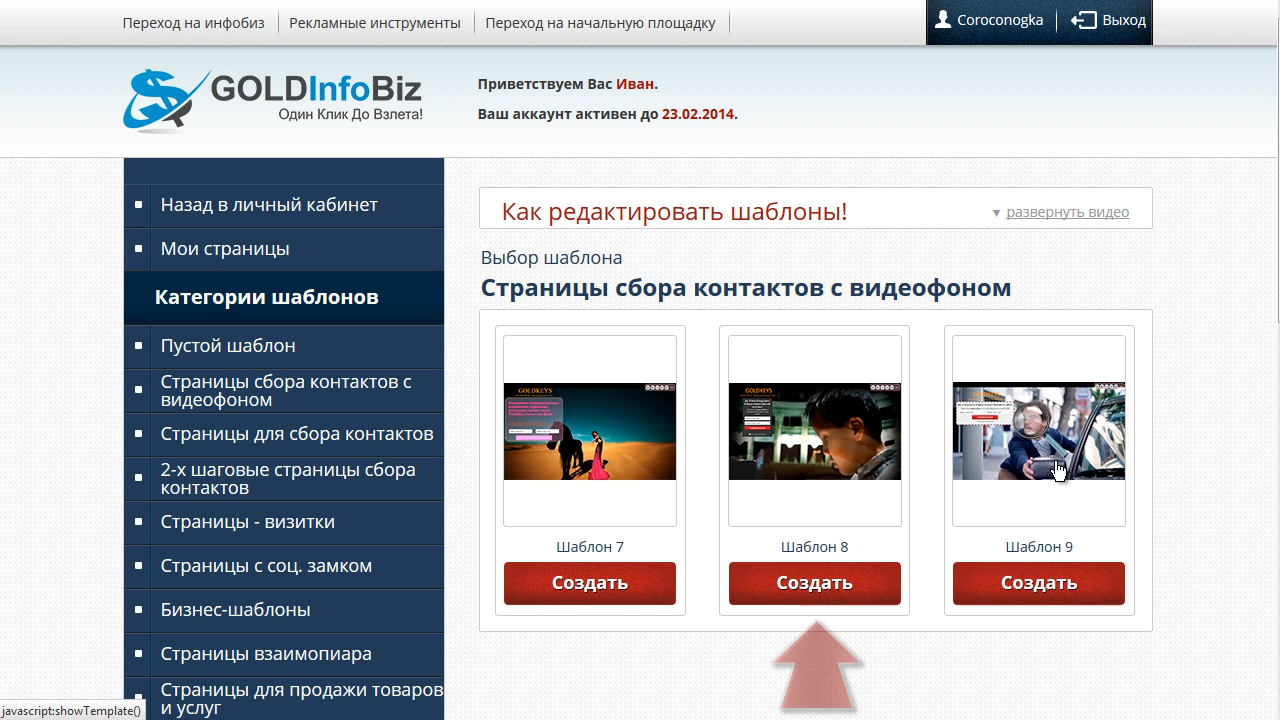 Переход на инфобиз
Рекламные инструменты
Переход на начальную площадку
Coroconogka
Выход
GOLDInfoBiz
Один Клик До Взлета!
Приветствуем Вас Иван.
Ваш аккаунт активен до 23.02.2014.
Назад в личный кабинет
Мои страницы
Категории шаблонов
Пустой шаблон
Страницы сбора контактов с
видеофоном
Страницы для сбора контактов
2-х шаговые страницы сбора
контактов
Страницы - визитки
Страницы с соц. замком
Бизнес-шаблоны
Страницы взаимопиара
Страницы для продажи товаров
и услуг
Как редактировать шаблоны!
развернуть видео
Выбор шаблона
Страницы сбора контактов с видеофоном
GOLDKEYS
GOLDKEYS
Шаблон 7
Шаблон 8
Шаблон 9
Создать
Создать
Создать
javascript:showTemplate()